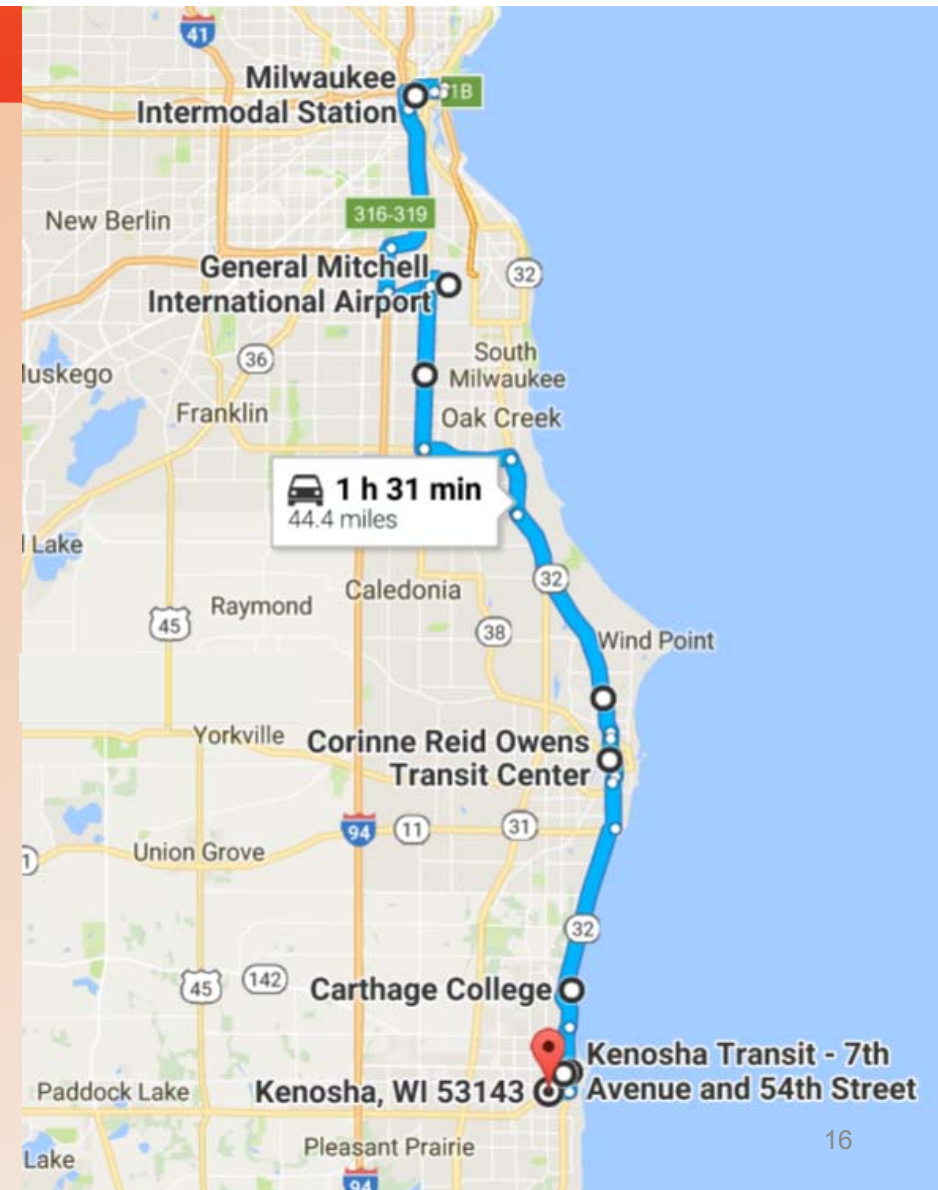 41
Milwaukee
Intermodal Station
1B
New Berlin
316-319
General Mitchell
International Airport
32
36
South
Milwaukee
luskego
Franklin
Oak Creek
1 h 31 min
44.4 miles
Lake
32
Caledonia
Raymond
45
38
Wind Point
Yorkville
Corinne Reid Owens
Transit Center
94
11
31
Union Grove
1
32
142
45
Carthage College
Kenosha Transit - 7th
Avenue and 54th Street
Paddock Lake
Kenosha, WI 53143
16
Pleasant Prairie
Lake
94